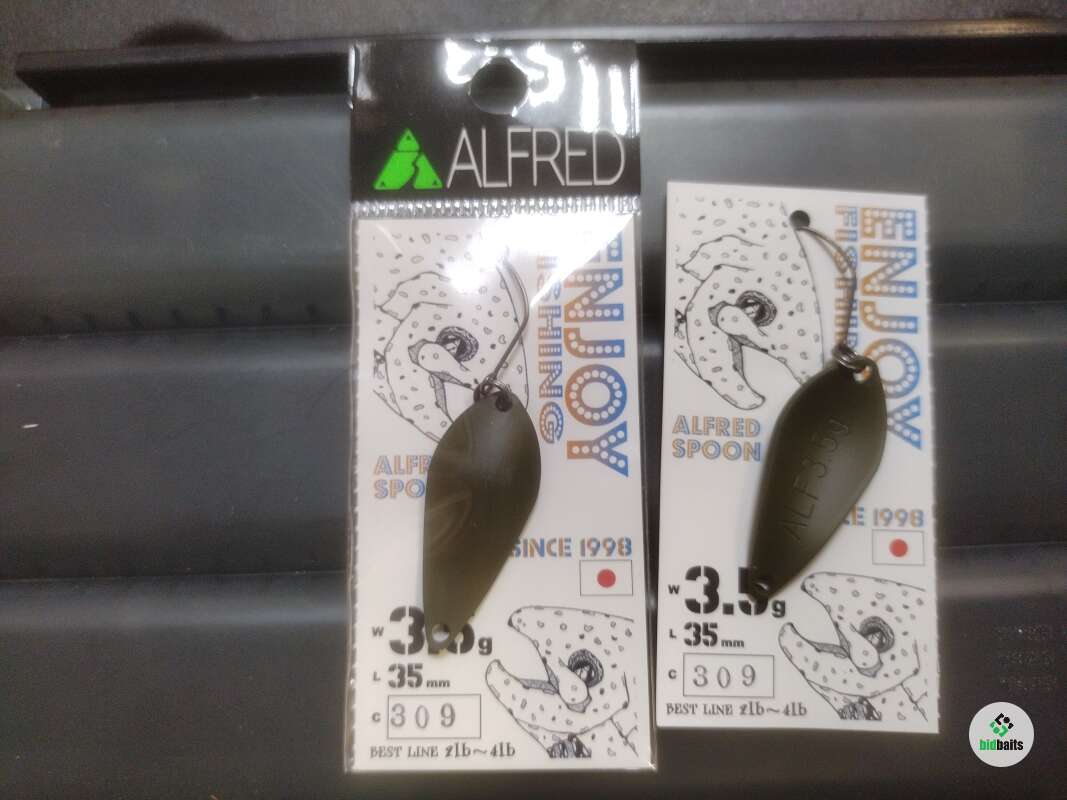 ALFRED
ENJOY
FISHING
ALFRED
SPOON
SINCE 1998
W 3.5g
L 35mm
C 309
BEST LINE 2lb～4lb
ENJOY
FISHING
ALFRED
SPOON
ALF3.5g
SINCE 1998
W 3.5g
L 35mm
C 309
BEST LINE 2lb～4lb
bidbaits